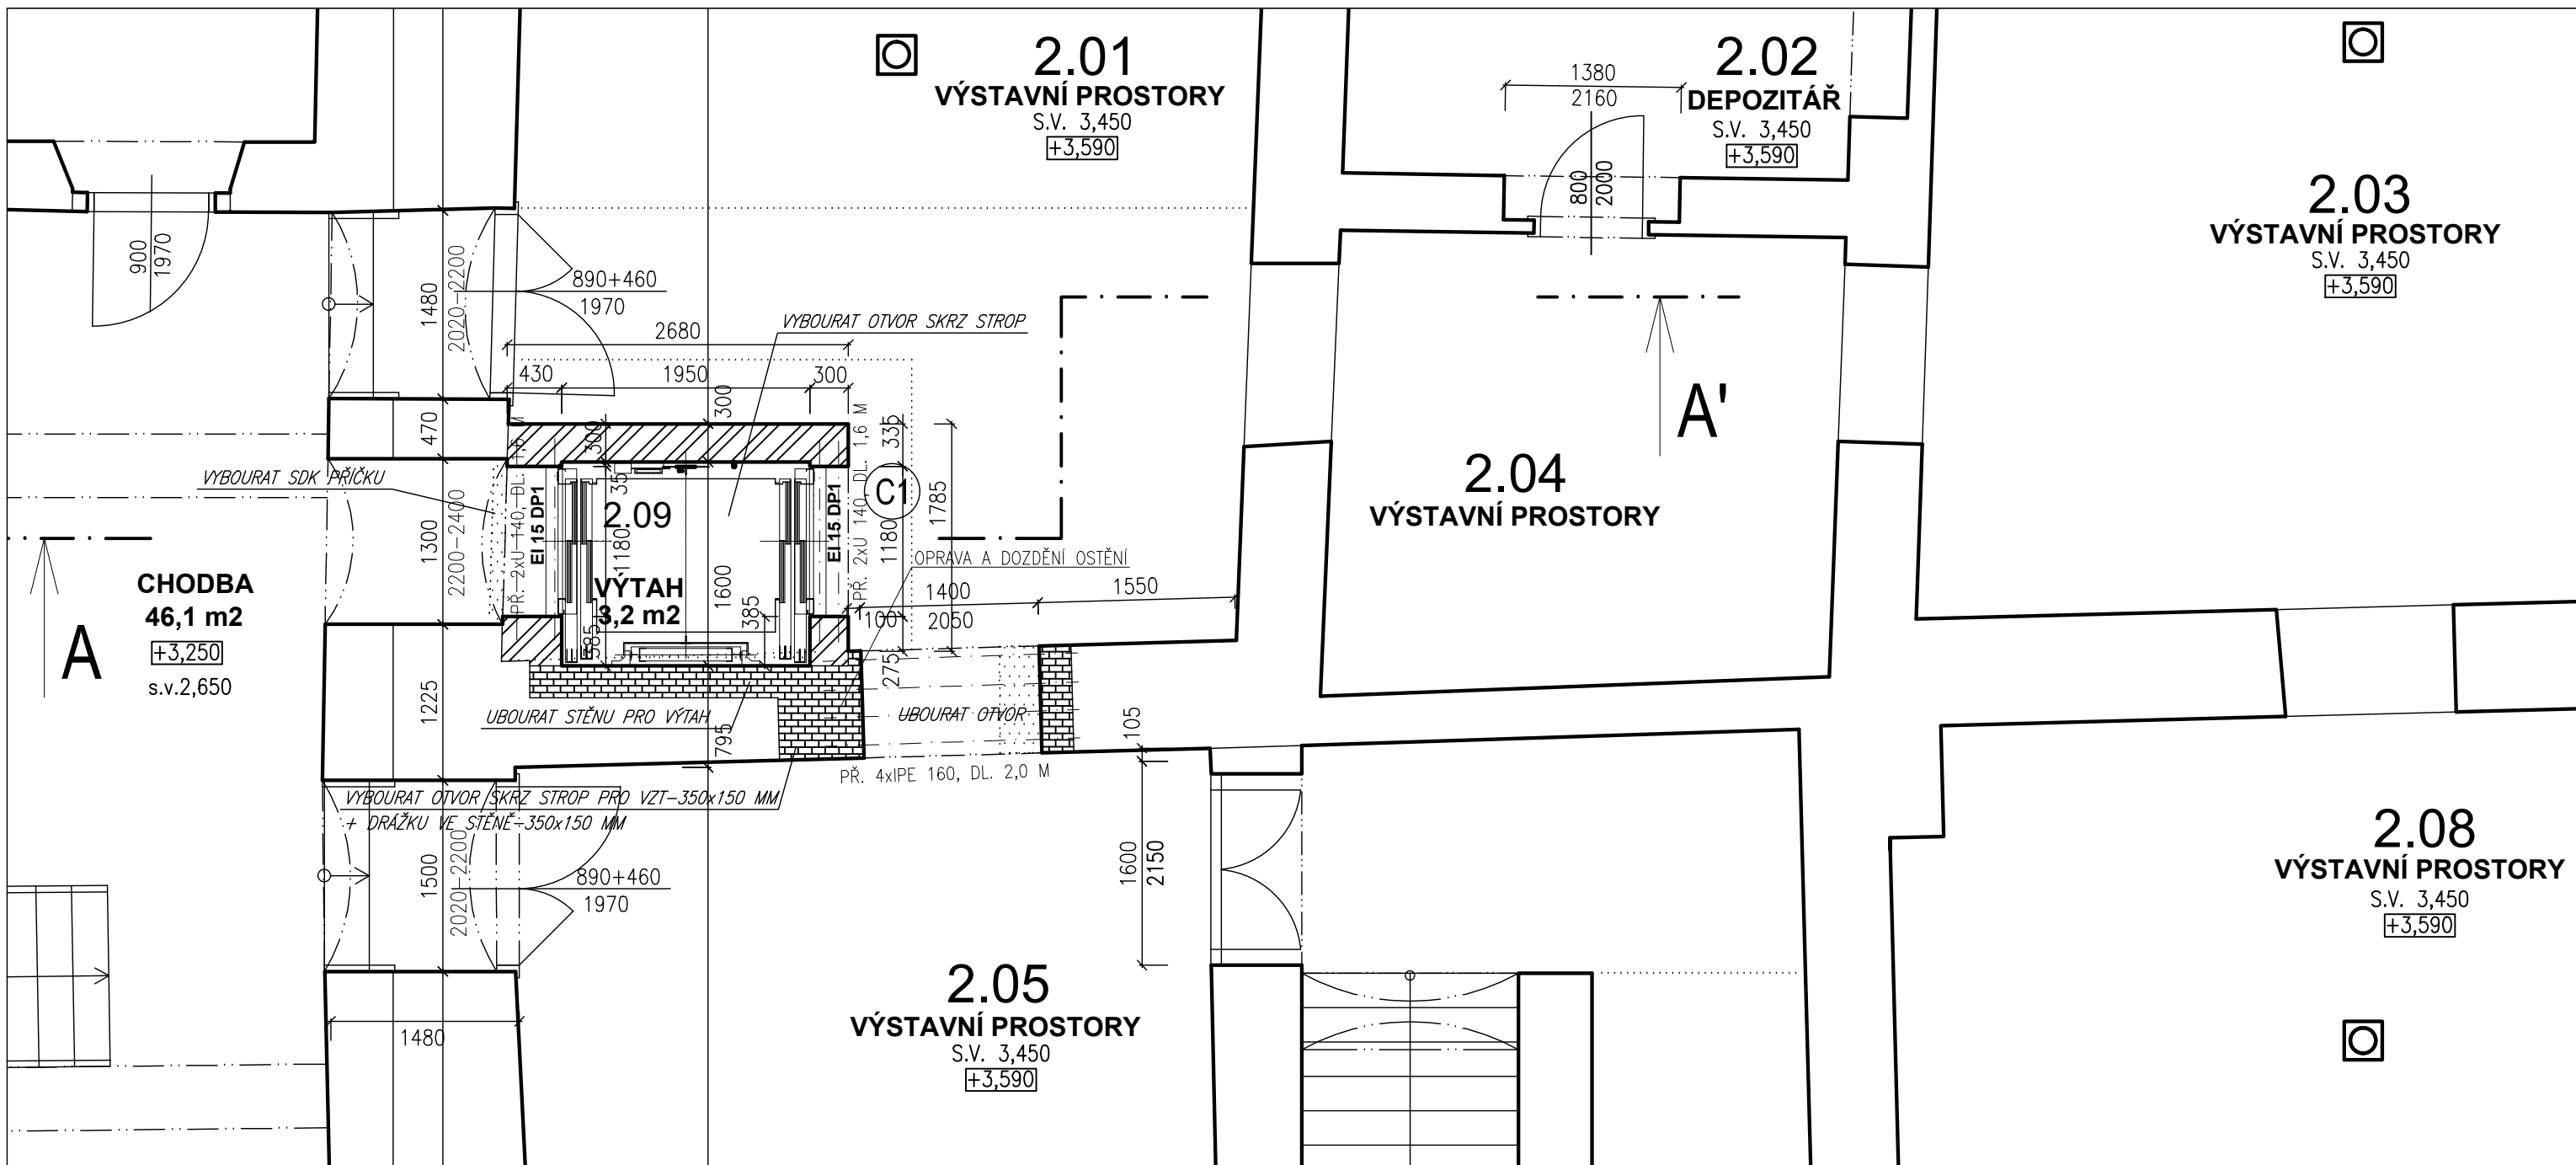 2.01
VÝSTAVNÍ PROSTORY
S.V. 3,450
+3,590
1380
2160
2.02
DEPOZITÁŘ
S.V. 3,450
+3,590
800
2000
2.03
VÝSTAVNÍ PROSTORY
S.V. 3,450
+3,590
900
1970
1480
2020-2200
890+460
1970
2680
VYBOURAT OTVOR SKRZ STROP
430
1950
300
300
300
335
470
VYBOURAT SDK PŘÍČKU
PŘ. 2xU 140, DL. 1,6 M
EI 15 DP1
35
2.09
1180
VÝTAH
3,2 m2
1600
385
385
EI 15 DP1
PŘ. 2xU 140, DL. 1,6 M
C1
1180
1785
1300
2200-2400
A
CHODBA
46,1 m2
+3,250
s.v.2,650
OPRAVA A DOZDĚNÍ OSTĚNÍ
1400
2050
1550
100
275
A'
2.04
VÝSTAVNÍ PROSTORY
1225
UBOURAT STĚNU PRO VÝTAH
795
UBOURAT OTVOR
105
PŘ. 4xIPE 160, DL. 2,0 M
VYBOURAT OTVOR SKRZ STROP PRO VZT-350x150 MM
+ DRÁŽKU VE STĚNĚ-350x150 MM
1500
2020-2200
890+460
1970
1600
2150
1480
2.05
VÝSTAVNÍ PROSTORY
S.V. 3,450
+3,590
2.08
VÝSTAVNÍ PROSTORY
S.V. 3,450
+3,590